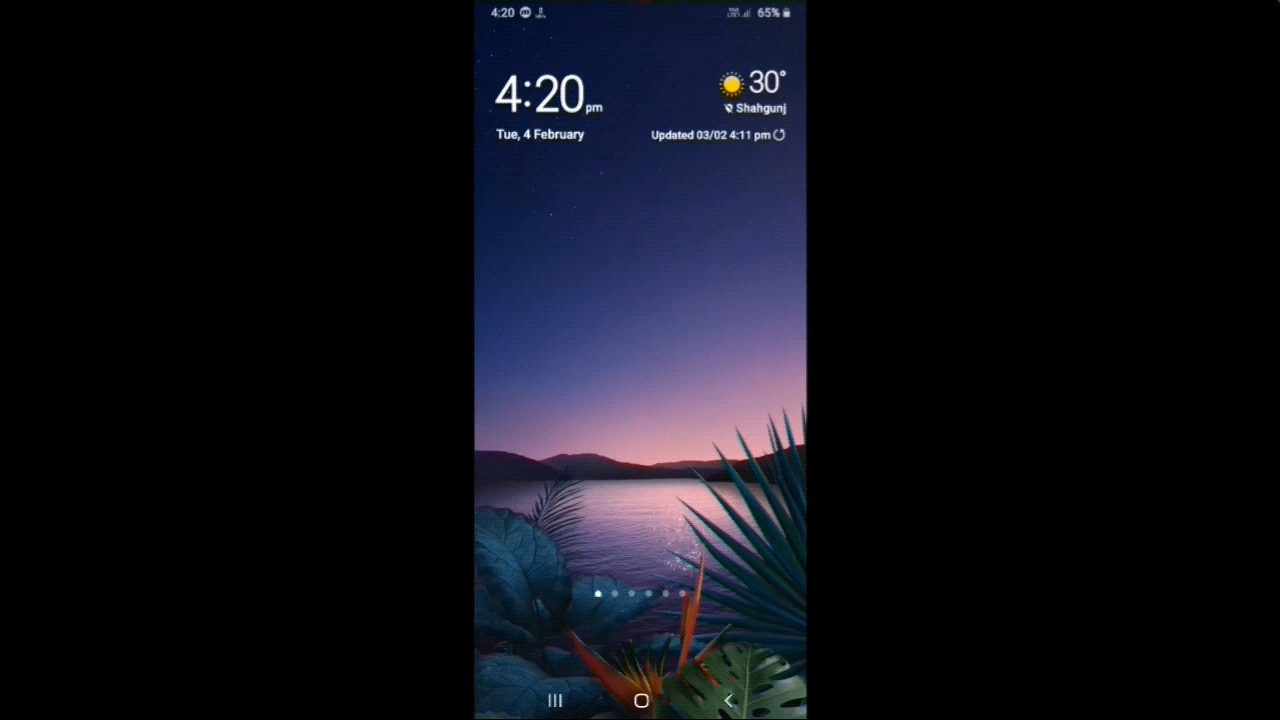 4:20
65%
4:20 pm
30°
Shahgunj
Tue, 4 February
Updated 03/02 4:11 pm